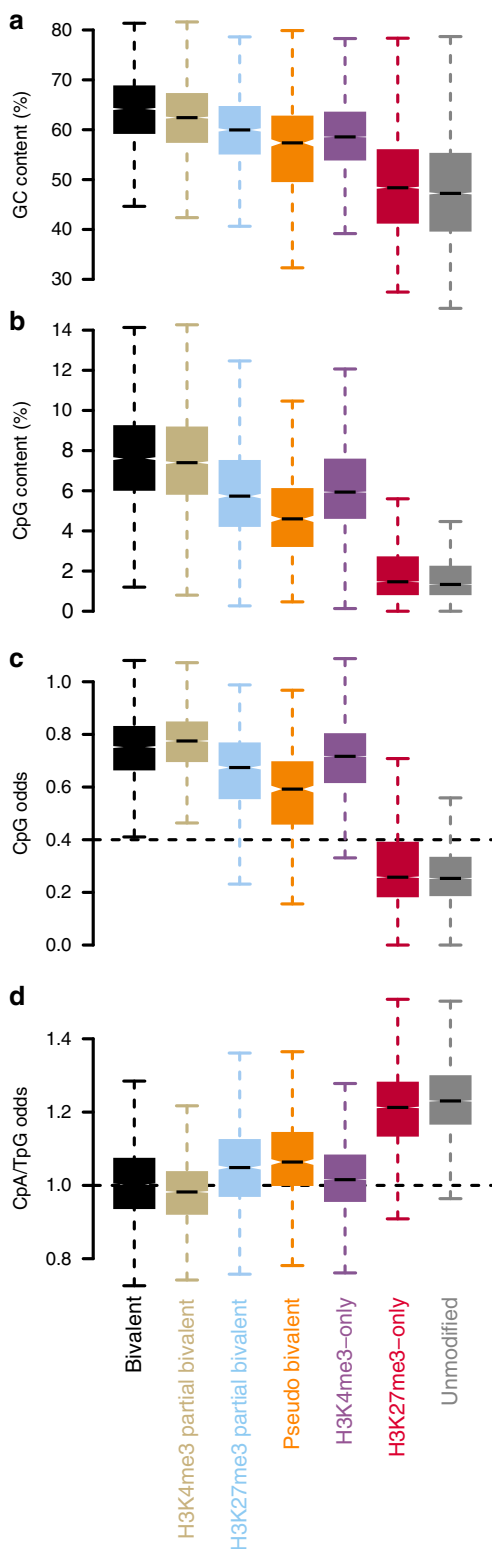 a
80
70
60
50
40
30
GC content (%)
b
14
12
10
8
6
4
2
0
CpG content (%)
c
1.0
0.8
0.6
0.4
0.2
0.0
CpG odds
d
1.4
1.2
1.0
0.8
CpA/TpG odds
Bivalent
H3K4me3 partial bivalent
H3K27me3 partial bivalent
Pseudo bivalent
H3K4me3−only
H3K27me3−only
Unmodified